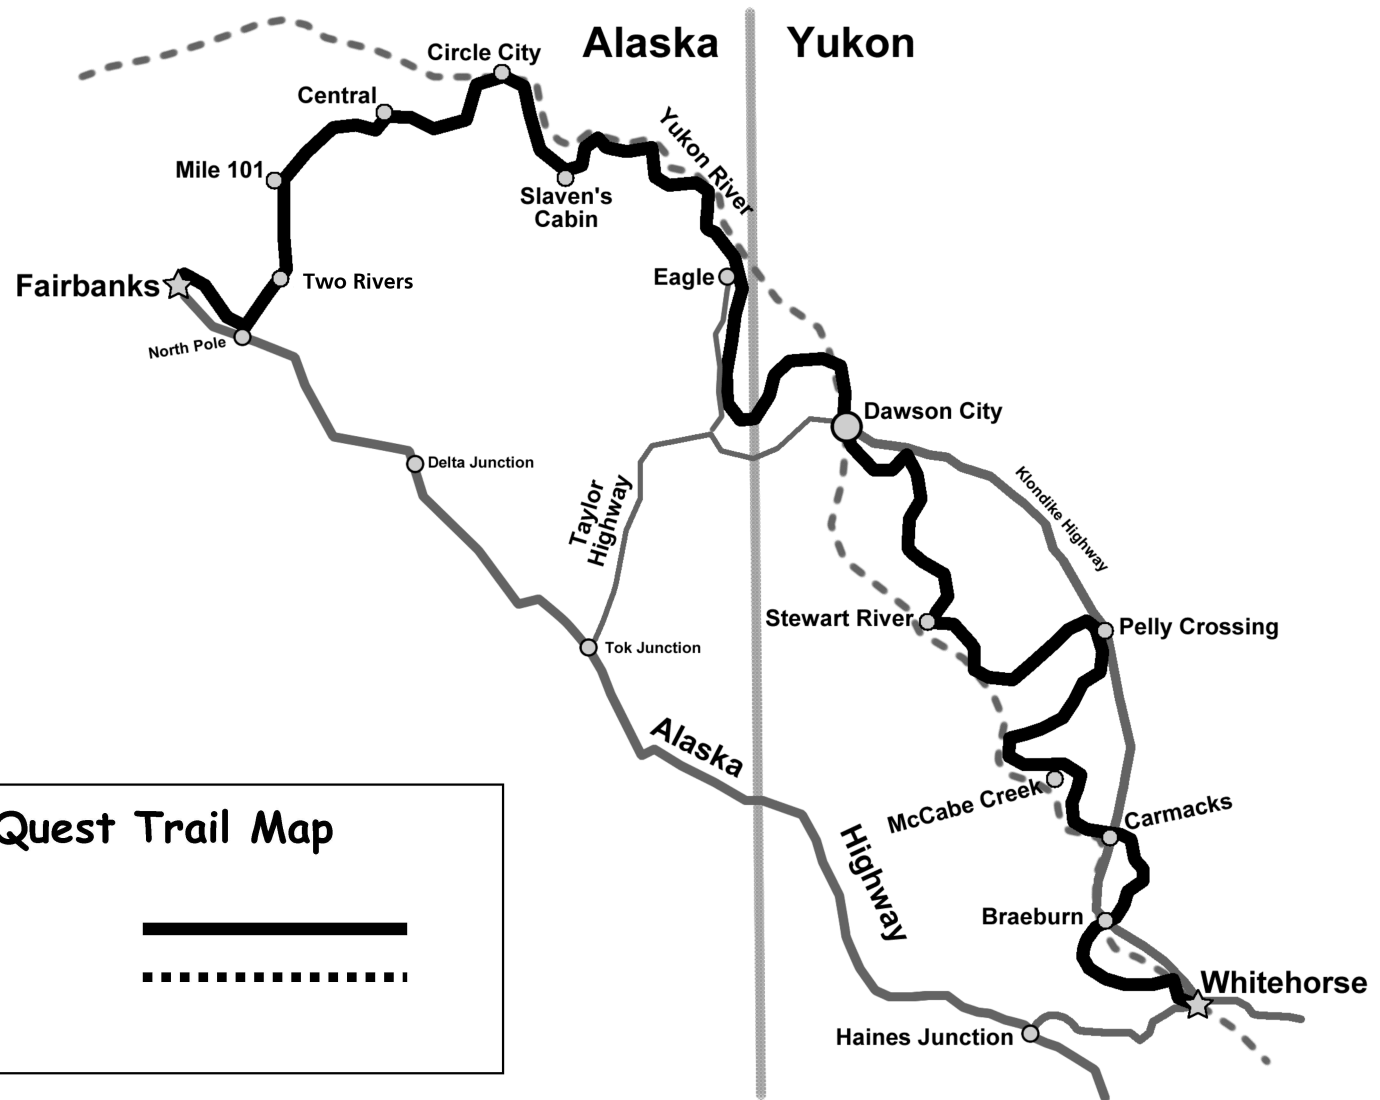 Alaska
Yukon
Circle City
Central
Yukon River
Mile 101
Slaven's
Cabin
Eagle
Fairbanks
Two Rivers
North Pole
Dawson City
Delta Junction
Klondike Highway
Taylor
Highway
Stewart River
Pelly Crossing
Tok Junction
Alaska
Highway
McCabe Creek
Carmacks
Quest Trail Map
Braeburn
Whitehorse
Haines Junction